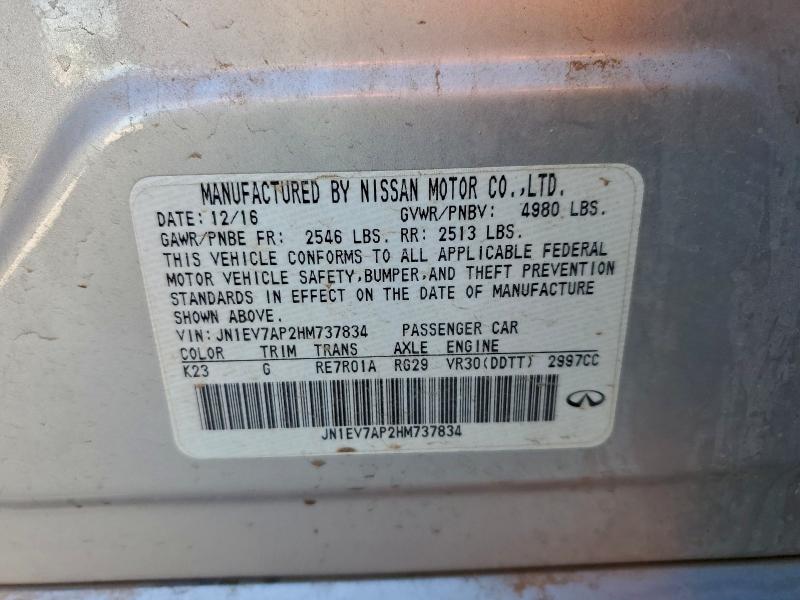 MANUFACTURED BY NISSAN MOTOR CO.,LTD.
DATE: 12/16 GVWR/PNBV: 4980 LBS.
GAWR/PNBE FR: 2546 LBS. RR: 2513 LBS.
THIS VEHICLE CONFORMS TO ALL APPLICABLE FEDERAL
MOTOR VEHICLE SAFETY,BUMPER,AND THEFT PREVENTION
STANDARDS IN EFFECT ON THE DATE OF MANUFACTURE
SHOWN ABOVE.
VIN: JN1EV7AP2HM737834 PASSENGER CAR
COLOR TRIM TRANS AXLE ENGINE
K23 G RE7R01A RG29 VR30(DDTT) 2997CC
JN1EV7AP2HM737834